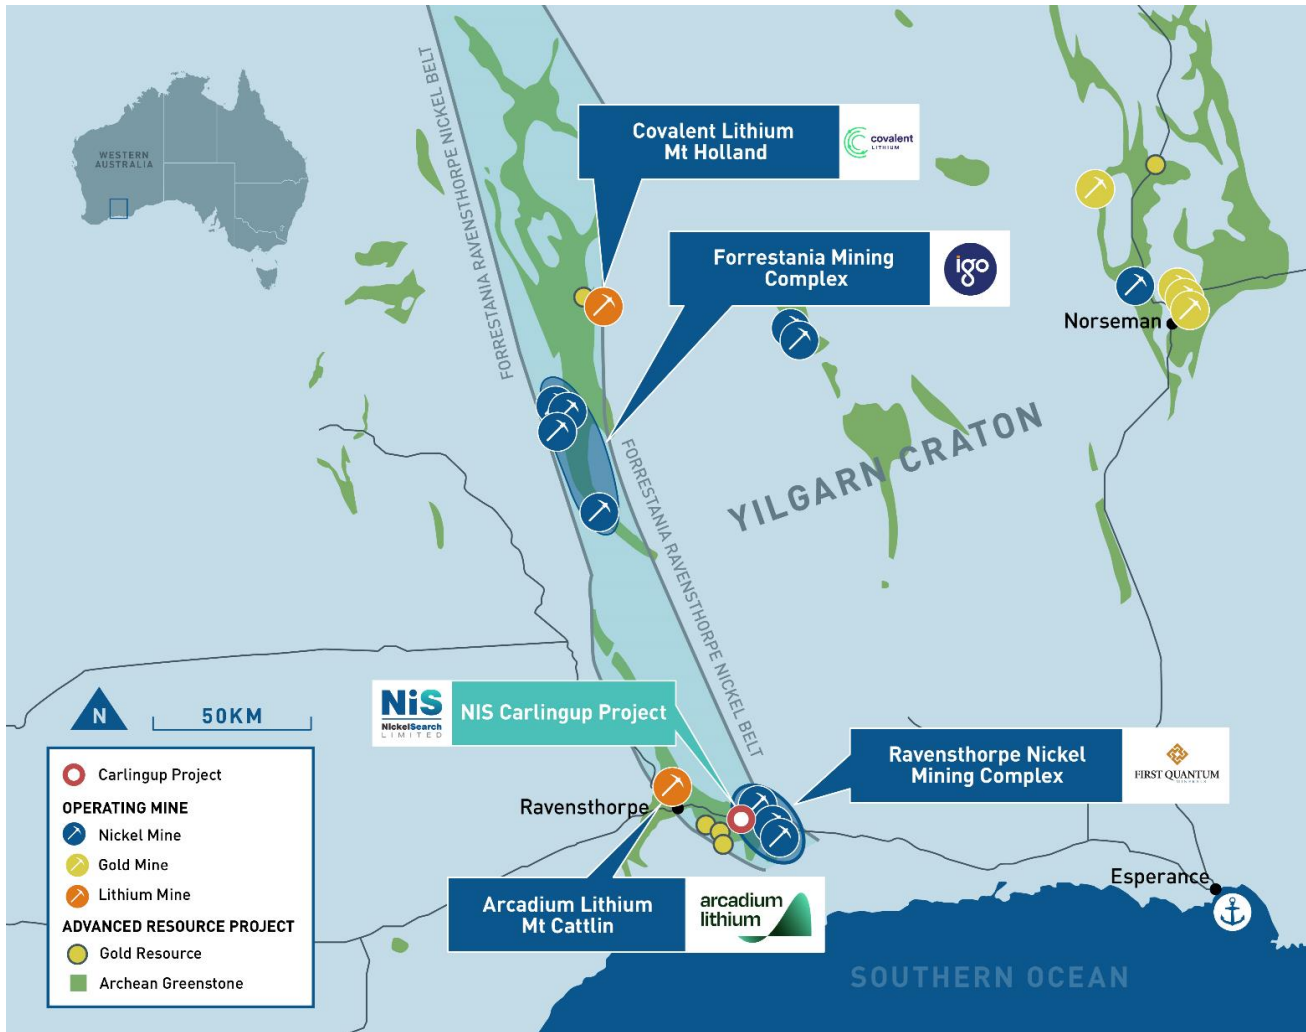 WESTERN
AUSTRALIA
FORRESTANIA RAVENSTHORPE NICKEL BELT
Covalent Lithium
Mt Holland
covalent
LITHIUM
Forrestania Mining
Complex
igo
Norseman
YILGARN CRATON
FORRESTANIA RAVENSTHORPE NICKEL BELT
N
50KM
NiS
NickelSearch
LIMITED
NIS Carlingup Project
Ravensthorpe Nickel
Mining Complex
FIRST QUANTUM
MINERALS
Carlingup Project
OPERATING MINE
Nickel Mine
Gold Mine
Lithium Mine
ADVANCED RESOURCE PROJECT
Gold Resource
Archean Greenstone
Ravensthorpe
Arcadium Lithium
Mt Cattlin
arcadium
lithium
Esperance
SOUTHERN OCEAN